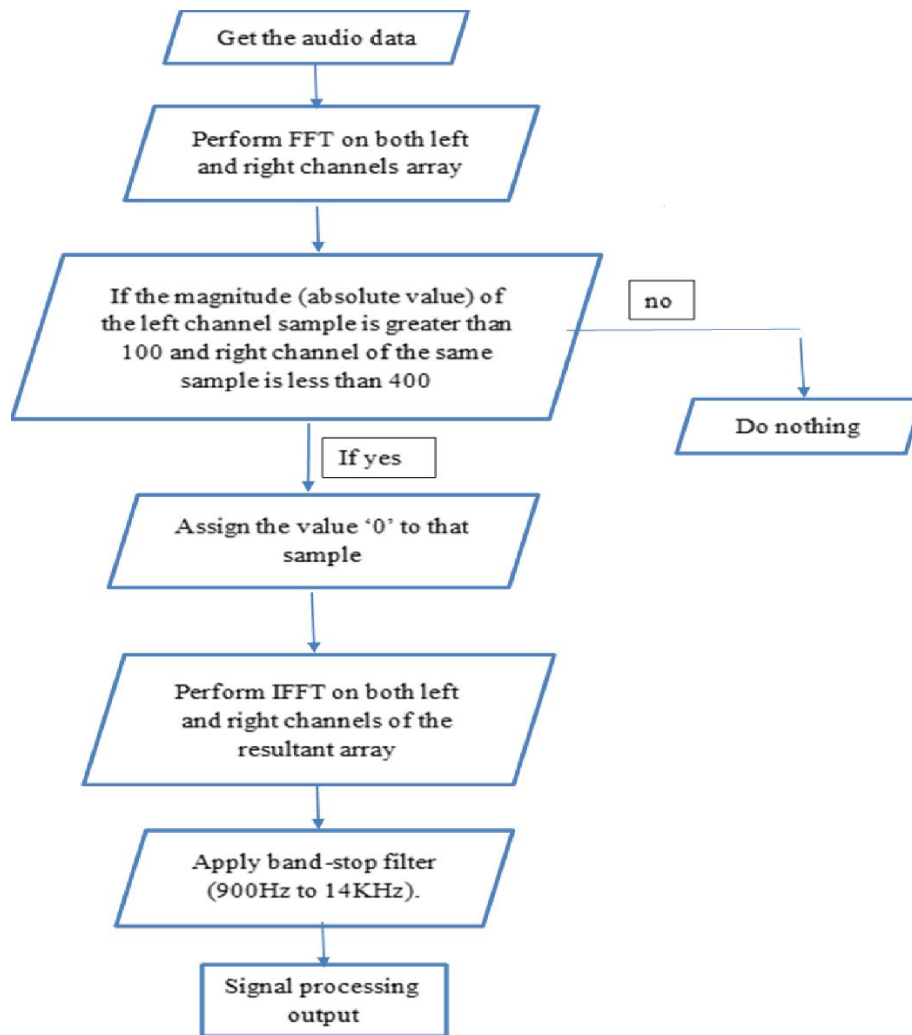 Get the audio data
Perform FFT on both left
and right channels array
If the magnitude (absolute value) of
the left channel sample is greater than
100 and right channel of the same
sample is less than 400
no
Do nothing
If yes
Assign the value ‘0’ to that
sample
Perform IFFT on both left
and right channels of the
resultant array
Apply band-stop filter
(900Hz to 14KHz).
Signal processing
output